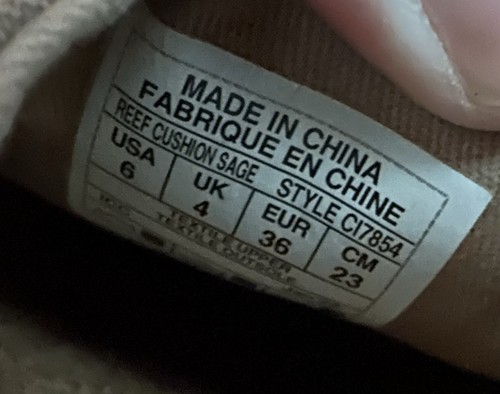 MADE IN CHINA
FABRIQUE EN CHINE
REEF CUSHION SAGE STYLE CI7854
USA UK EUR CM
6 4 36 23
TEXTILE UPPER
TEXTILE OUTSOLE